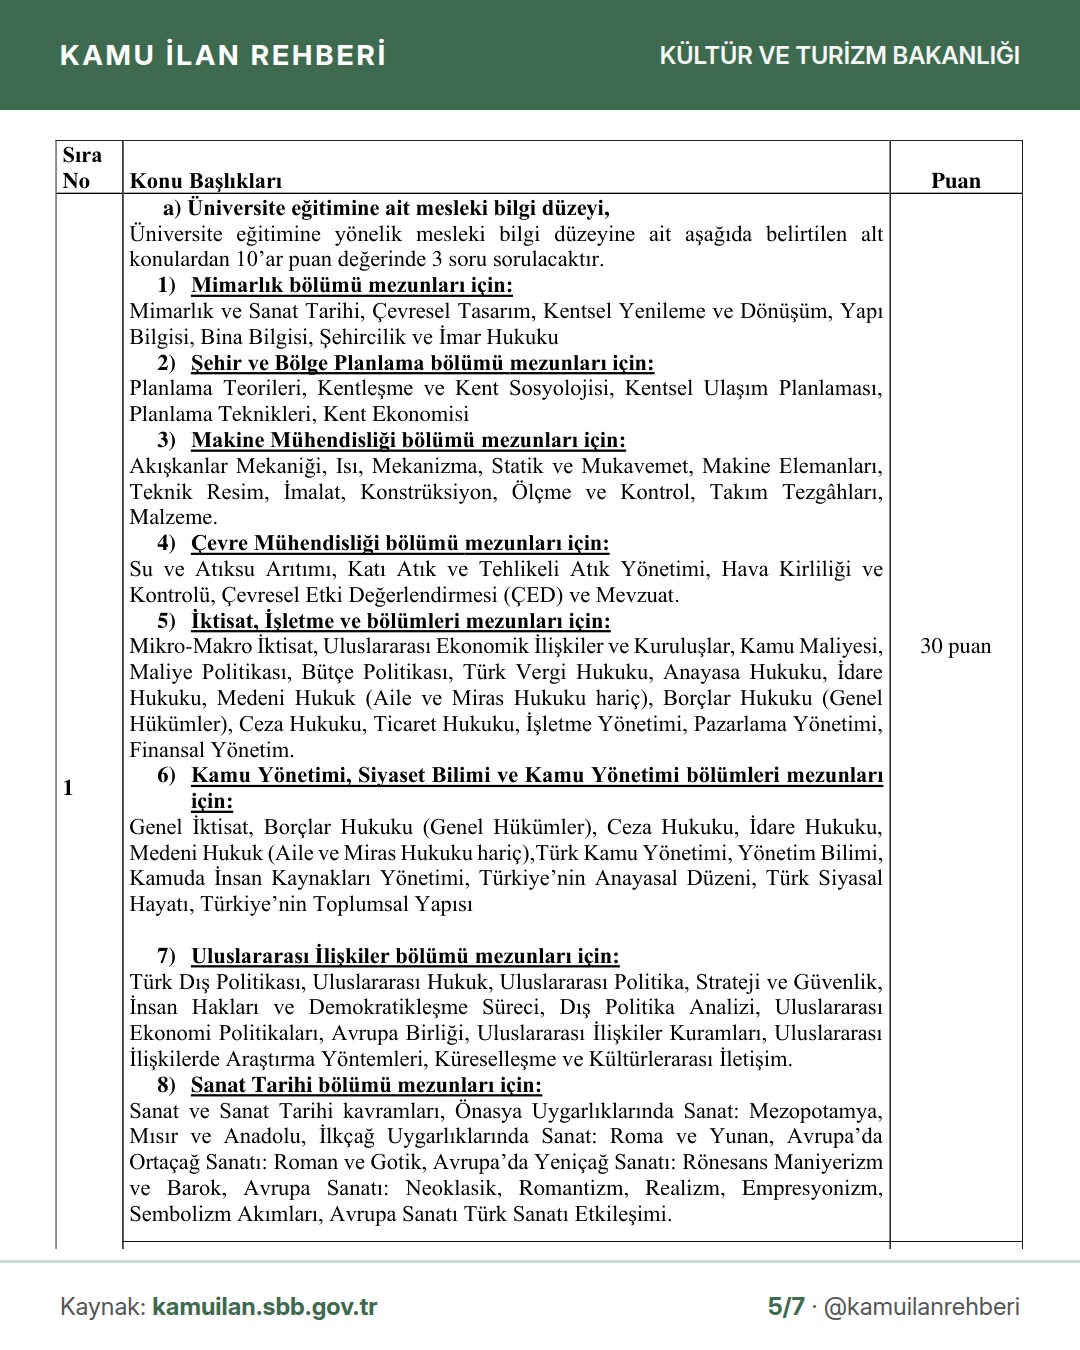 KAMU İLAN REHBERİ
KÜLTÜR VE TURİZM BAKANLIĞI
Sıra
No
Konu Başlıkları
Puan
a) Üniversite eğitimine ait mesleki bilgi düzeyi,
Üniversite eğitimine yönelik mesleki bilgi düzeyine ait aşağıda belirtilen alt
konulardan 10’ar puan değerinde 3 soru sorulacaktır.
1) Mimarlık bölümü mezunları için:
Mimarlık ve Sanat Tarihi, Çevresel Tasarım, Kentsel Yenileme ve Dönüşüm, Yapı
Bilgisi, Bina Bilgisi, Şehircilik ve İmar Hukuku
2) Şehir ve Bölge Planlama bölümü mezunları için:
Planlama Teorileri, Kentleşme ve Kent Sosyolojisi, Kentsel Ulaşım Planlaması,
Planlama Teknikleri, Kent Ekonomisi
3) Makine Mühendisliği bölümü mezunları için:
Akışkanlar Mekaniği, Isı, Mekanizma, Statik ve Mukavemet, Makine Elemanları,
Teknik Resim, İmalat, Konstrüksiyon, Ölçme ve Kontrol, Takım Tezgâhları,
Malzeme.
4) Çevre Mühendisliği bölümü mezunları için:
Su ve Atıksu Arıtımı, Katı Atık ve Tehlikeli Atık Yönetimi, Hava Kirliliği ve
Kontrolü, Çevresel Etki Değerlendirmesi (ÇED) ve Mevzuat.
5) İktisat, İşletme ve bölümleri mezunları için:
Mikro-Makro İktisat, Uluslararası Ekonomik İlişkiler ve Kuruluşlar, Kamu Maliyesi,
30 puan
Maliye Politikası, Bütçe Politikası, Türk Vergi Hukuku, Anayasa Hukuku, İdare
Hukuku, Medeni Hukuk (Aile ve Miras Hukuku hariç), Borçlar Hukuku (Genel
Hükümler), Ceza Hukuku, Ticaret Hukuku, İşletme Yönetimi, Pazarlama Yönetimi,
Finansal Yönetim.
6) Kamu Yönetimi, Siyaset Bilimi ve Kamu Yönetimi bölümleri mezunları
1
için:
Genel İktisat, Borçlar Hukuku (Genel Hükümler), Ceza Hukuku, İdare Hukuku,
Medeni Hukuk (Aile ve Miras Hukuku hariç),Türk Kamu Yönetimi, Yönetim Bilimi,
Kamuda İnsan Kaynakları Yönetimi, Türkiye’nin Anayasal Düzeni, Türk Siyasal
Hayatı, Türkiye’nin Toplumsal Yapısı
7) Uluslararası İlişkiler bölümü mezunları için:
Türk Dış Politikası, Uluslararası Hukuk, Uluslararası Politika, Strateji ve Güvenlik,
İnsan Hakları ve Demokratikleşme Süreci, Dış Politika Analizi, Uluslararası
Ekonomi Politikaları, Avrupa Birliği, Uluslararası İlişkiler Kuramları, Uluslararası
İlişkilerde Araştırma Yöntemleri, Küreselleşme ve Kültürlerarası İletişim.
8) Sanat Tarihi bölümü mezunları için:
Sanat ve Sanat Tarihi kavramları, Önasya Uygarlıklarında Sanat: Mezopotamya,
Mısır ve Anadolu, İlkçağ Uygarlıklarında Sanat: Roma ve Yunan, Avrupa’da
Ortaçağ Sanatı: Roman ve Gotik, Avrupa’da Yeniçağ Sanatı: Rönesans Maniyerizm
ve Barok, Avrupa Sanatı: Neoklasik, Romantizm, Realizm, Empresyonizm,
Sembolizm Akımları, Avrupa Sanatı Türk Sanatı Etkileşimi.
Kaynak: kamuilan.sbb.gov.tr
5/7 · @kamuilanrehberi